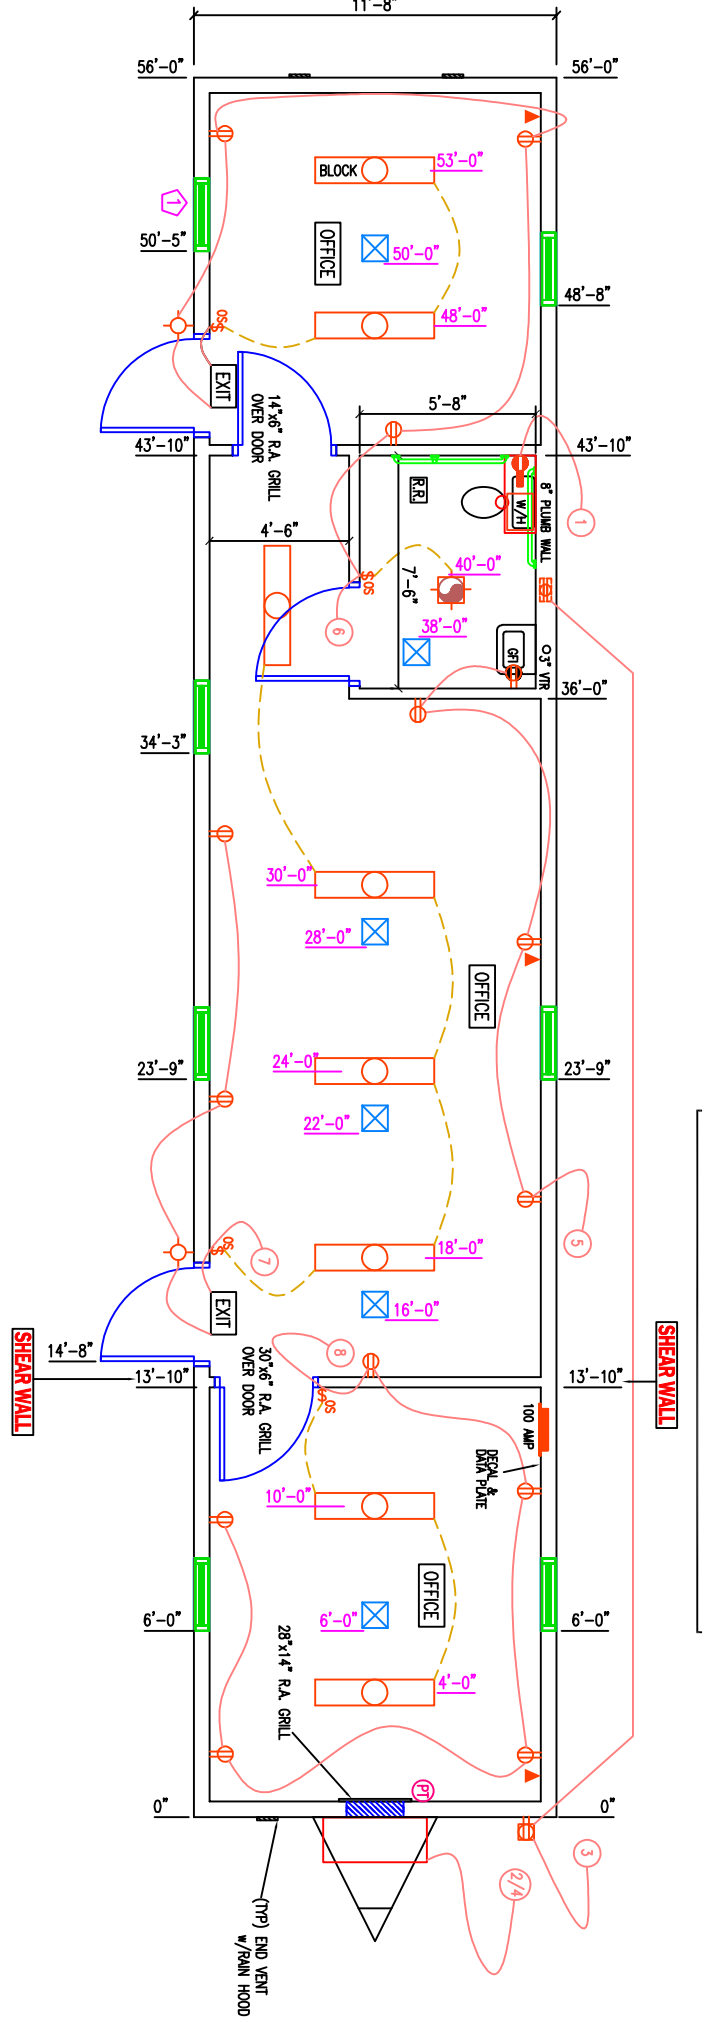 11'-8"
56'-0"
56'-0"
53'-0"
BLOCK
1
OFFICE
50'-5"
50'-0"
48'-8"
48'-0"
OS
$
EXIT
14"x6" R.A. GRILL
OVER DOOR
5'-8"
43'-10"
43'-10"
R.R.
W/H
8" PLUMB WALL
1
4'-6"
40'-0"
7'-6"
$
OS
6
38'-0"
GFI
3" VTR
36'-0"
34'-3"
30'-0"
28'-0"
OFFICE
24'-0"
23'-9"
23'-9"
22'-0"
5
OS
$
7
18'-0"
EXIT
16'-0"
SHEAR WALL
14'-8"
30"x6" R.A. GRILL
OVER DOOR
8
13'-10"
13'-10"
SHEAR WALL
OS
$
100 AMP
DECAL &
DATA PLATE
10'-0"
OFFICE
6'-0"
6'-0"
6'-0"
28"x14" R.A. GRILL
4'-0"
PT
0"
0"
3
2/4
(TYP) END VENT
w/RAIN HOOD